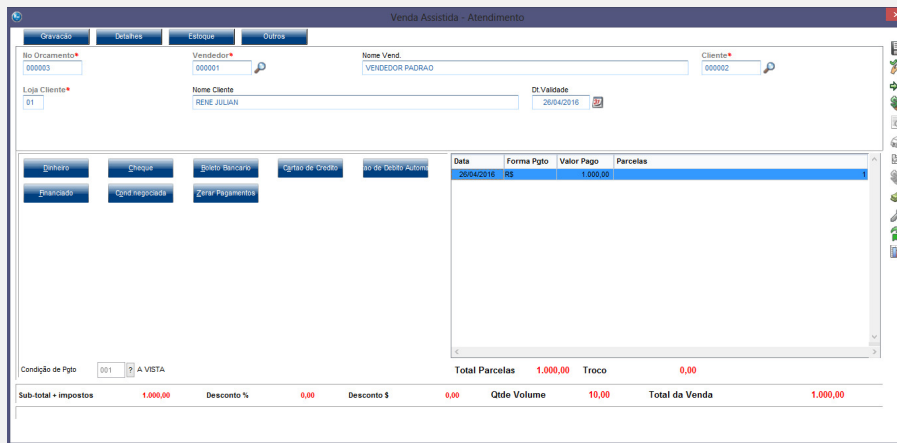 Venda Assistida - Atendimento
Gravacão Detalhes Estoque Outros
No Orcamento* Vendedor* Nome Vend. Cliente*
000003 000001 VENDEDOR PADRAO 000002
Loja Cliente* Nome Cliente Dt.Validade
01 RENE JULIAN 26/04/2016
Dinheiro Cheque Boleto Bancario Cartao de Credito ao de Debito Automa
Financiado Cond.negociada Zerar Pagamentos
Data Forma Pgto Valor Pago Parcelas
26/04/2016 R$ 1.000,00 1
Condição de Pgto 001 ? A VISTA
Total Parcelas 1.000,00 Troco 0,00
Sub-total + impostos 1.000,00 Desconto % 0,00 Desconto $ 0,00 Qtde Volume 10,00 Total da Venda 1.000,00